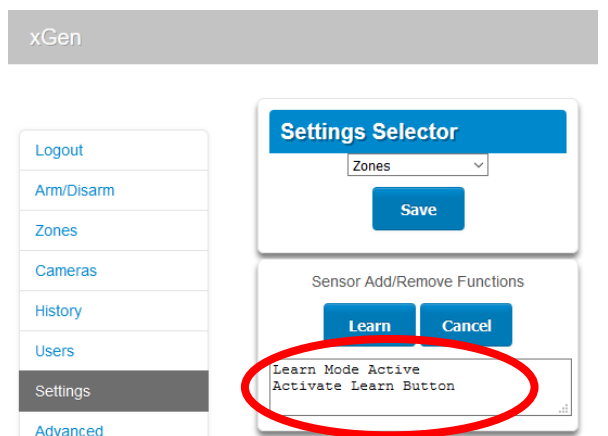 xGen
Logout
Arm/Disarm
Zones
Cameras
History
Users
Settings
Advanced
Settings Selector
Zones
Save
Sensor Add/Remove Functions
Learn Cancel
Learn Mode Active
Activate Learn Button